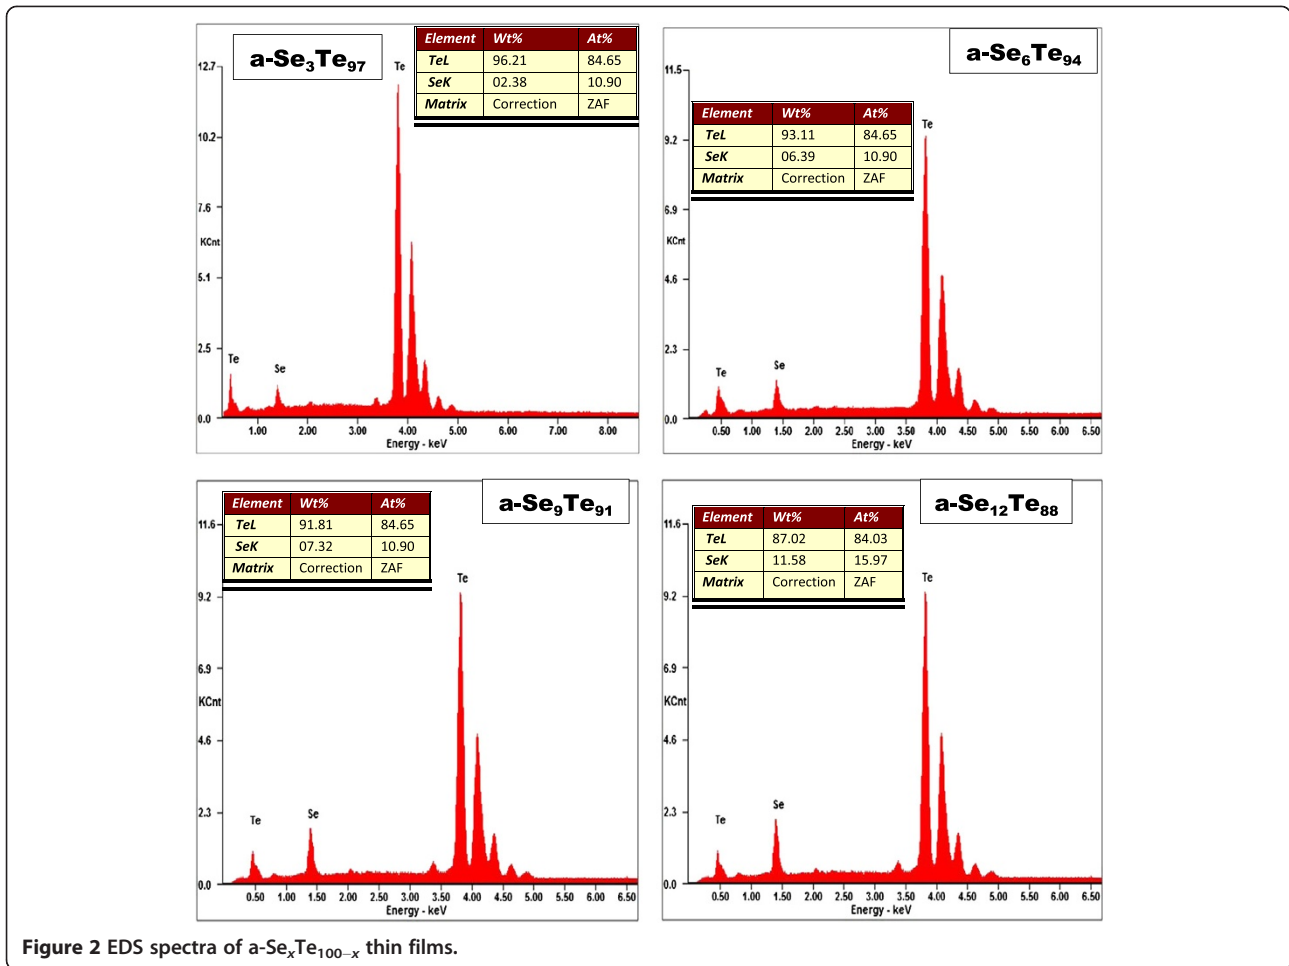 a-Se3Te97
Element Wt% At%
TeL 96.21 84.65
SeK 02.38 10.90
Matrix Correction ZAF
12.7
10.2
7.6
KCnt
5.1
2.5
0.0
Te
Te
Se
1.00 2.00 3.00 4.00 5.00 6.00 7.00 8.00
Energy - keV
a-Se6Te94
Element Wt% At%
TeL 93.11 84.65
SeK 06.39 10.90
Matrix Correction ZAF
11.5
9.2
6.9
KCnt
4.6
2.3
0.0
Te
Te
Se
0.50 1.00 1.50 2.00 2.50 3.00 3.50 4.00 4.50 5.00 5.50 6.00 6.50
Energy - keV
a-Se9Te91
Element Wt% At%
TeL 91.81 84.65
SeK 07.32 10.90
Matrix Correction ZAF
11.6
9.2
6.9
KCnt
4.6
2.3
0.0
Te
Te
Se
0.50 1.00 1.50 2.00 2.50 3.00 3.50 4.00 4.50 5.00 5.50 6.00 6.50
Energy - keV
a-Se12Te88
Element Wt% At%
TeL 87.02 84.03
SeK 11.58 15.97
Matrix Correction ZAF
11.6
9.2
6.9
KCnt
4.6
2.3
0.0
Te
Te
Se
0.50 1.00 1.50 2.00 2.50 3.00 3.50 4.00 4.50 5.00 5.50 6.00 6.50
Energy - keV
Figure 2 EDS spectra of a-SexTe100−x thin films.